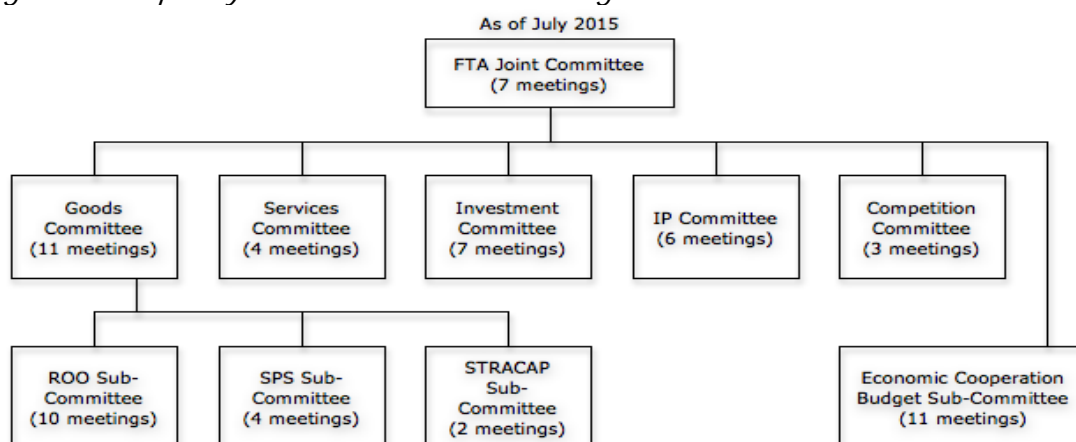 As of July 2015
FTA Joint Committee
(7 meetings)
Goods
Committee
(11 meetings)
Services
Committee
(4 meetings)
Investment
Committee
(7 meetings)
IP Committee
(6 meetings)
Competition
Committee
(3 meetings)
ROO Sub-
Committee
(10 meetings)
SPS Sub-
Committee
(4 meetings)
STRACAP
Sub-
Committee
(2 meetings)
Economic Cooperation
Budget Sub-Committee
(11 meetings)